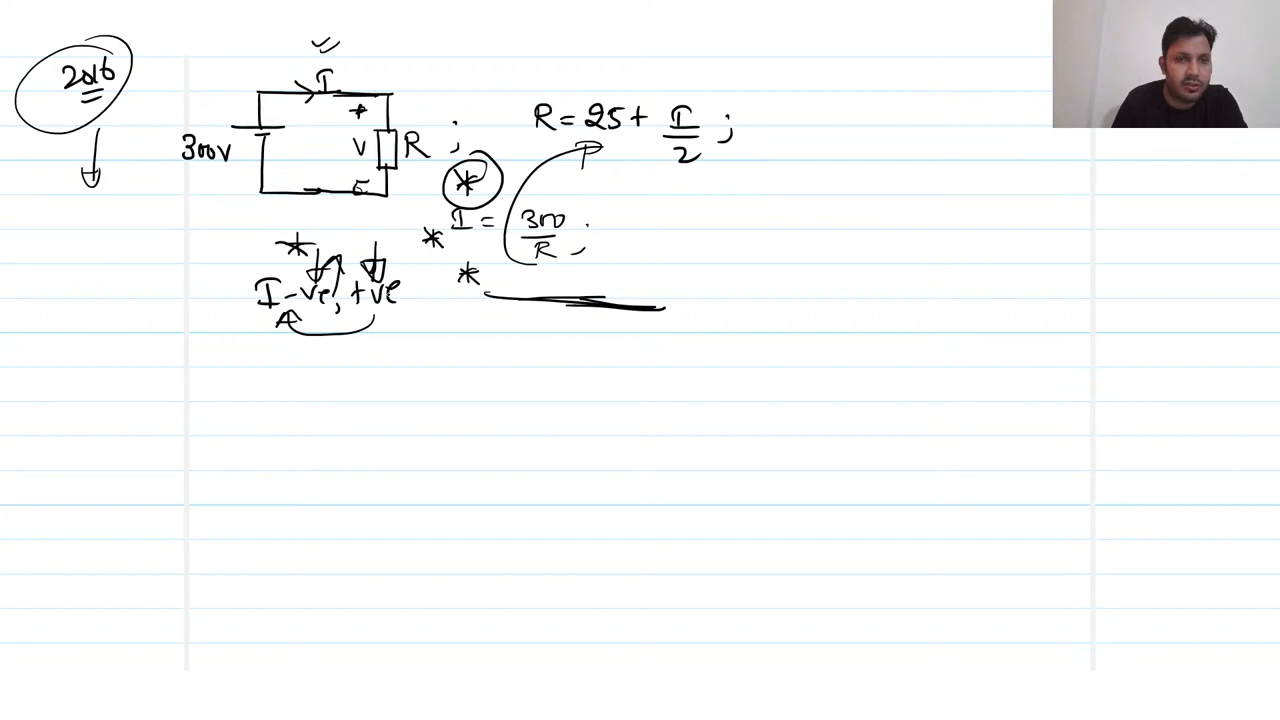 2016
I
+
300V
V
R ;
-
R = 25 + I/2 ;
*
* I = 300/R ;
*
*
I -ve, +ve